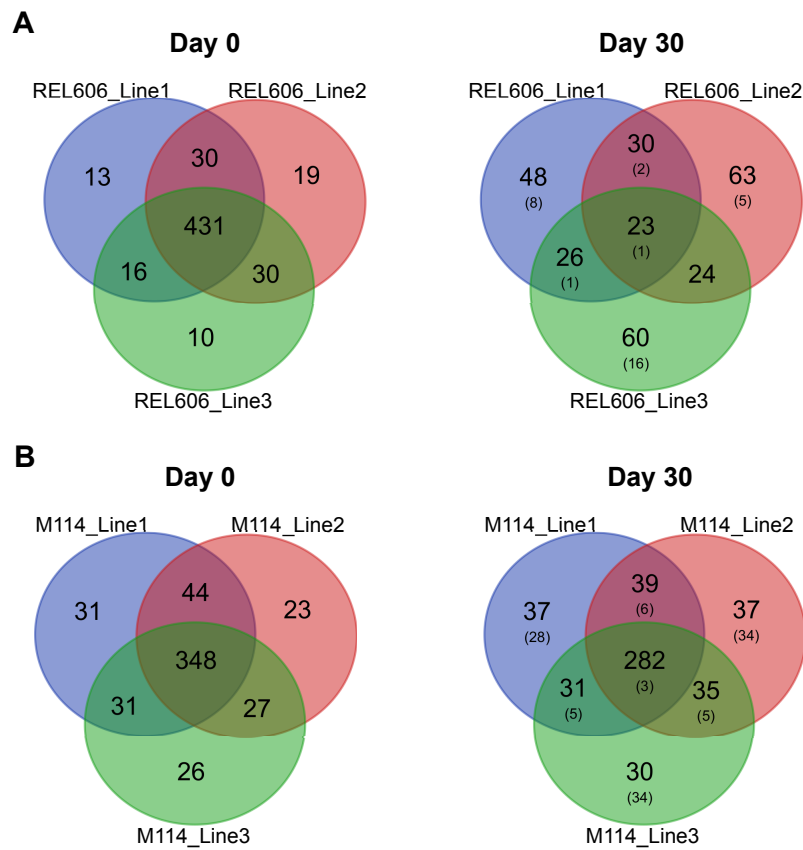 A
Day 0
Day 30
REL606_Line1
REL606_Line2
REL606_Line1
REL606_Line2
13
30
19
431
16
30
10
REL606_Line3
48
(8)
30
(2)
63
(5)
23
(1)
26
(1)
24
60
(16)
REL606_Line3
B
Day 0
Day 30
M114_Line1
M114_Line2
M114_Line1
M114_Line2
31
44
23
348
31
27
26
M114_Line3
37
(28)
39
(6)
37
(34)
282
(3)
31
(5)
35
(5)
30
(34)
M114_Line3